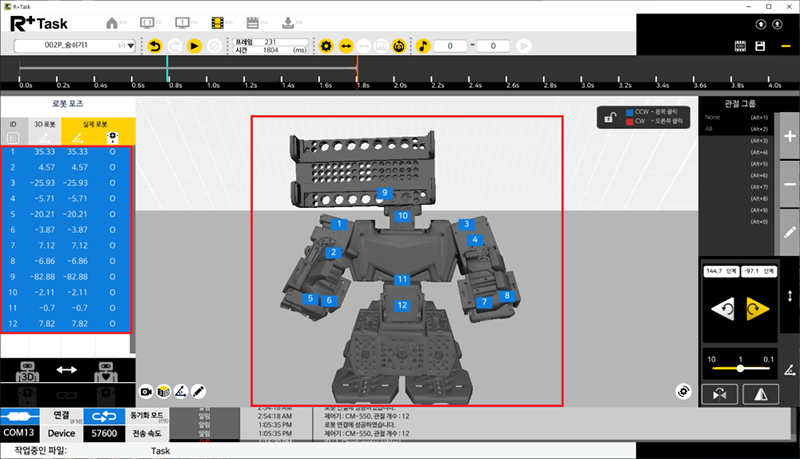 R+Task
R+Task
002P_숨쉬기1
프레임 231
시간 1804 (ms)
0 - 0
0.0s 0.2s 0.4s 0.6s 0.8s 1.0s 1.2s 1.4s 1.6s 1.8s 2.0s 2.2s 2.4s 2.6s 2.8s 3.0s 3.2s 3.4s 3.6s 3.8s 4.0s
로봇 포즈
ID 3D 로봇 실제 로봇
1 35.33 35.33 O
2 4.57 4.57 O
3 -25.93 -25.93 O
4 -5.71 -5.71 O
5 -20.21 -20.21 O
6 -3.87 -3.87 O
7 7.12 7.12 O
8 -6.86 -6.86 O
9 -82.88 -82.88 O
10 -2.11 -2.11 O
11 -0.7 -0.7 O
12 7.82 7.82 O
3D
CCW - 왼쪽 클릭
CW - 오른쪽 클릭
9
10
1
3
4
2
11
5
6
12
7
8
관절 그룹
None (Alt+1)
All (Alt+2)
(Alt+3)
(Alt+4)
(Alt+5)
(Alt+6)
(Alt+7)
(Alt+8)
(Alt+9)
(Alt+0)
144.7 단계 -97.1 단계
10 1 0.1
연결
동기화 모드
COM13 Device 57600 전송 속도
알림 2:54:18 AM 로봇 연결에 성공하였습니다.
알림 2:54:18 AM 제어기 : CM-550, 관절 개수 : 12
알림 1:05:35 PM 로봇 연결에 성공하였습니다.
알림 1:05:35 PM 제어기 : CM-550, 관절 개수 : 12
작업중인 파일: Task